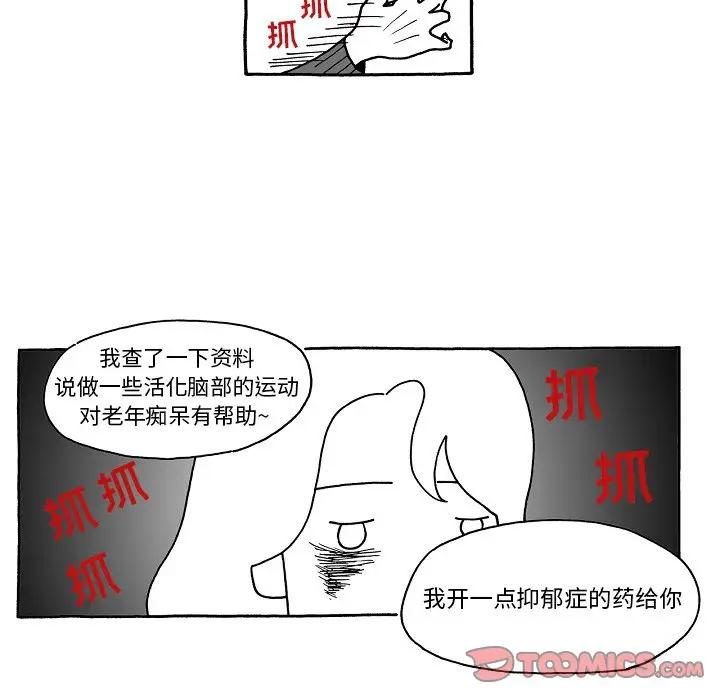 抓
抓
我查了一下资料
说做一些活化脑部的运动
对老年痴呆有帮助~
抓
抓
抓
抓
抓
我开一点抑郁症的药给你
TOOMICS.COM